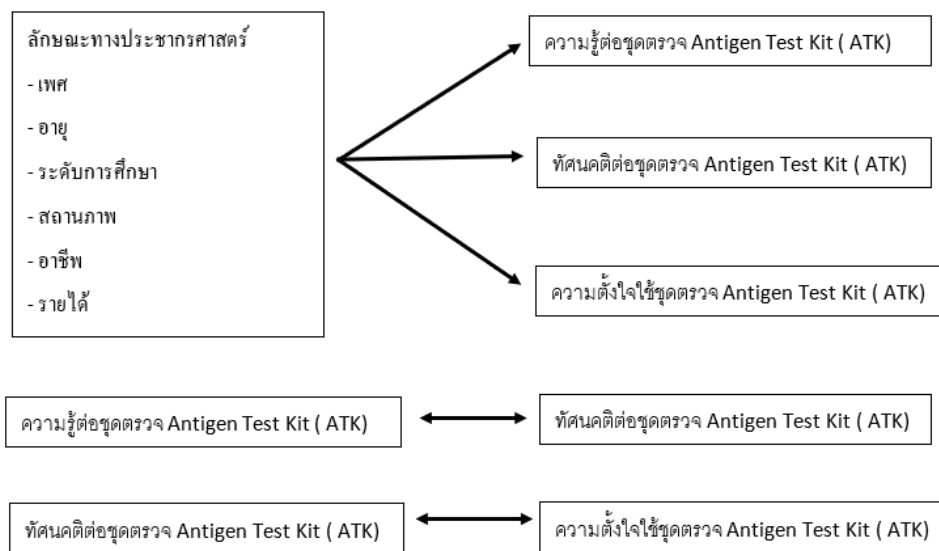 ลักษณะทางประชากรศาสตร์
- เพศ
- อายุ
- ระดับการศึกษา
- สถานภาพ
- อาชีพ
- รายได้
ความรู้ต่อชุดตรวจ Antigen Test Kit ( ATK)
ทัศนคติต่อชุดตรวจ Antigen Test Kit ( ATK)
ความตั้งใจใช้ชุดตรวจ Antigen Test Kit ( ATK)
ความรู้ต่อชุดตรวจ Antigen Test Kit ( ATK)
ทัศนคติต่อชุดตรวจ Antigen Test Kit ( ATK)
ทัศนคติต่อชุดตรวจ Antigen Test Kit ( ATK)
ความตั้งใจใช้ชุดตรวจ Antigen Test Kit ( ATK)